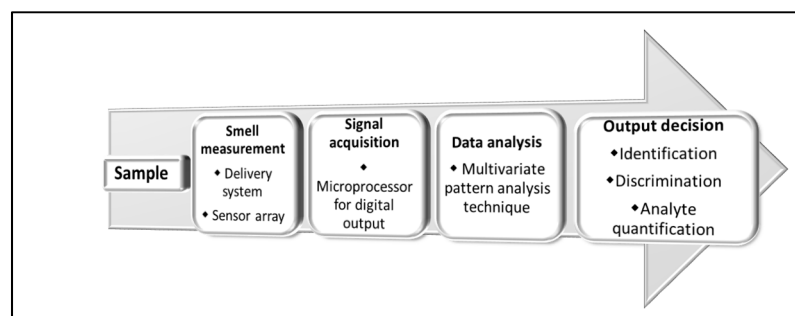 Sample
Smell
measurement
◆ Delivery
system
◆ Sensor array
Signal
acquisition
◆
Microprocessor
for digital
output
Data analysis
◆ Multivariate
pattern analysis
technique
Output decision
◆Identification
◆Discrimination
◆Analyte
quantification